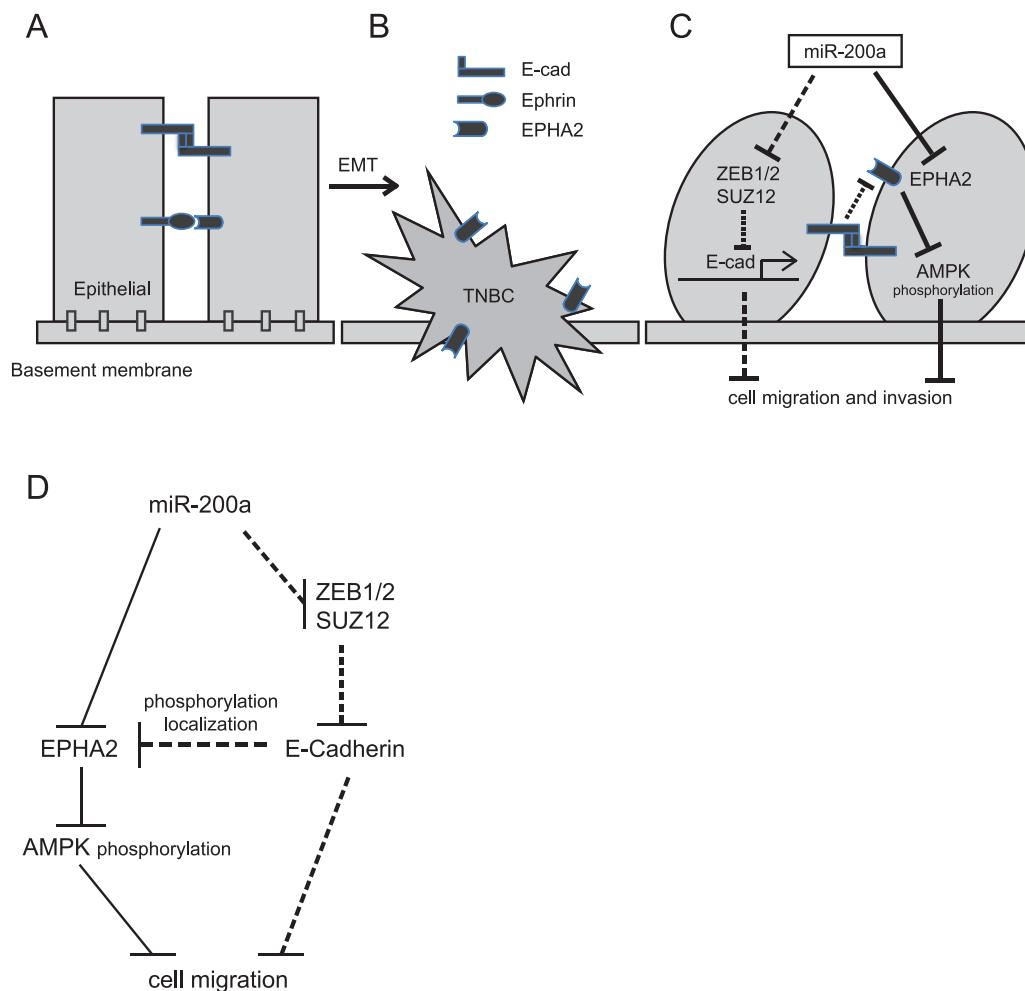 A
B
C
E-cad
Ephrin
EPHA2
EMT
Epithelial
Basement membrane
TNBC
miR-200a
ZEB1/2
SUZ12
EPHA2
E-cad
AMPK
phosphorylation
cell migration and invasion
D
miR-200a
ZEB1/2
SUZ12
phosphorylation
localization
EPHA2
E-Cadherin
AMPK phosphorylation
cell migration